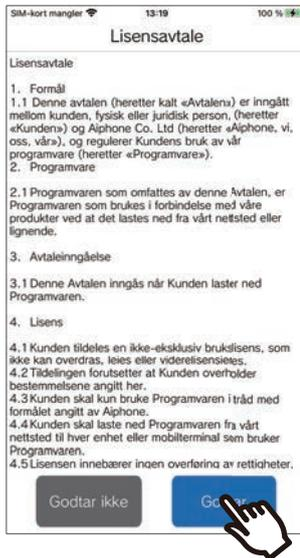 SIM-kort mangler 13:19 100 %
Lisensavtale
Lisensavtale
1. Formål
1.1 Denne avtalen (heretter kalt «Avtalen») er inngått
mellom kunden, fysisk eller juridisk person, (heretter
«Kunden») og Aiphone Co. Ltd (heretter «Aiphone, vi,
oss, vår»), og regulerer Kundens bruk av vår
programvare (heretter «Programvare»).
2. Programvare
2.1 Programvaren som omfattes av denne Avtalen, er
Programvaren som brukes i forbindelse med våre
produkter ved at det lastes ned fra vårt nettsted eller
lignende.
3. Avtaleinngåelse
3.1 Denne Avtalen inngås når Kunden laster ned
Programvaren.
4. Lisens
4.1 Kunden tildeles en ikke-eksklusiv brukslisens, som
ikke kan overdras, leies eller viderelisensieres.
4.2 Tildelingen forutsetter at Kunden overholder
bestemmelsene angitt her.
4.3 Kunden skal kun bruke Programvaren i tråd med
formålet angitt av Aiphone.
4.4 Kunden skal laste ned Programvaren fra vårt
nettsted til hver enhet eller mobilterminal som bruker
Programvaren.
4.5 Lisensen innebærer ingen overføring av rettigheter.
Godtar ikke